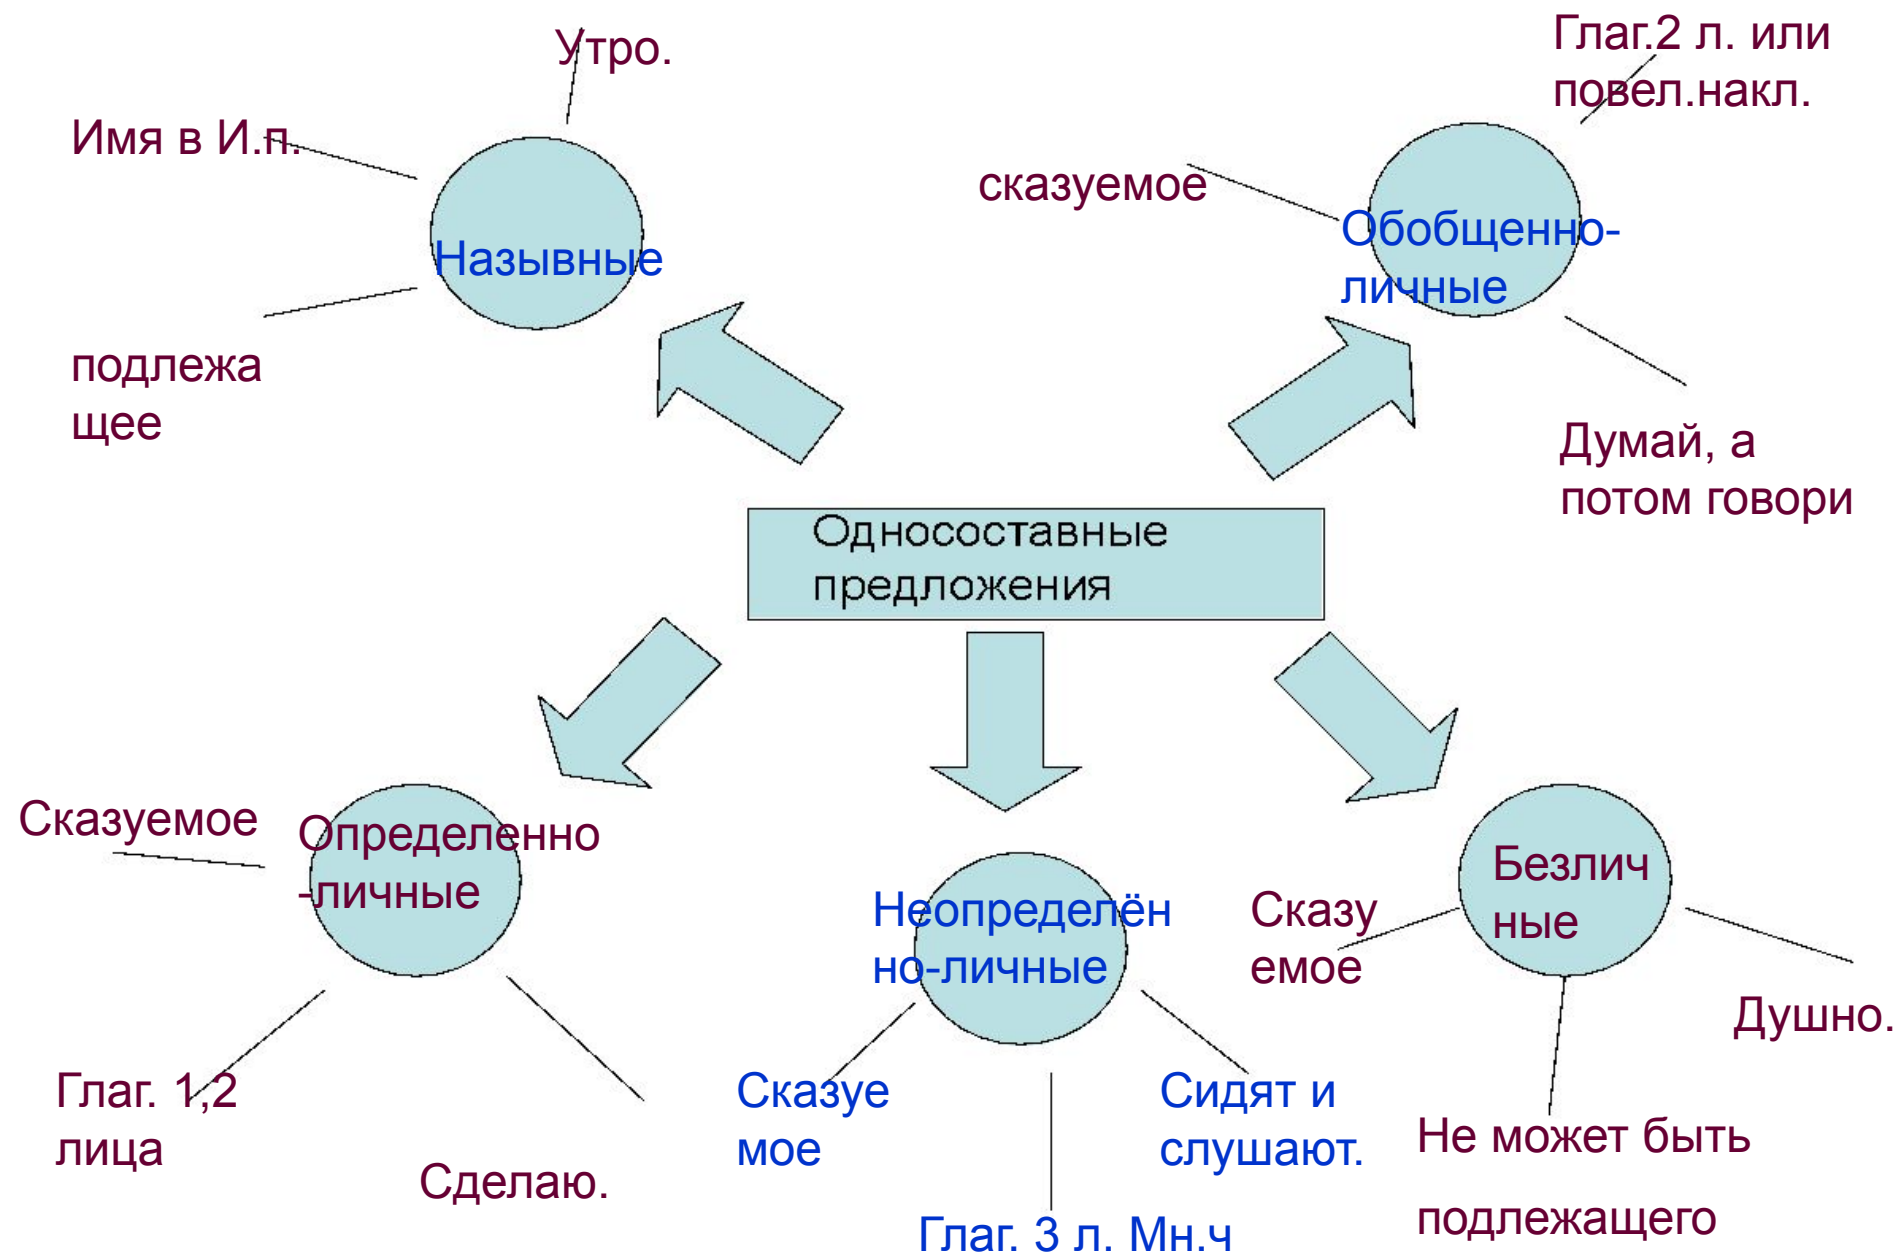 Утро.
Имя в И.п.
Называные
подлежа
щее
Глаг.2 л. или
повел.накл.
сказуемое
Обобщенно-
личные
Думай, а
потом говори
Односоставные
предложения
Сказуемое
Определенно
-личные
Глаг. 1,2
лица
Сделаю.
Неопределён
но-личные
Сказуе
мое
Сидят и
слушают.
Глаг. 3 л. Мн.ч
Безлич
ные
Сказу
емое
Душно.
Не может быть
подлежащего